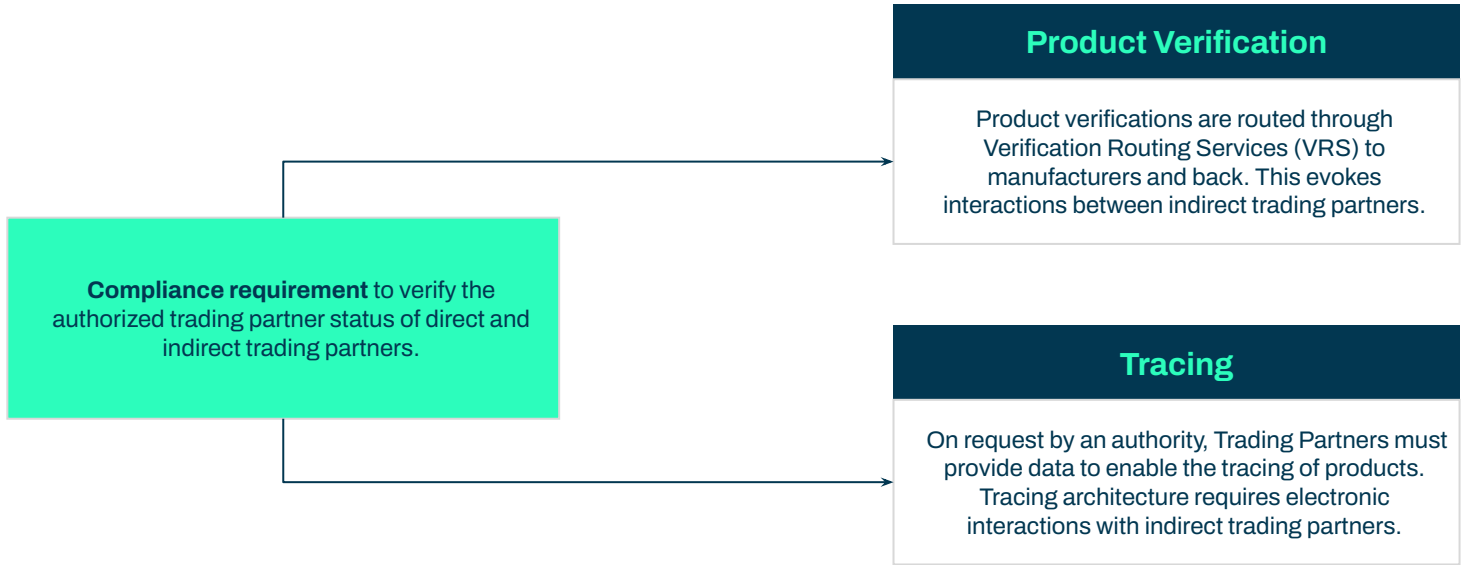 Product Verification
Product verifications are routed through
Verification Routing Services (VRS) to
manufacturers and back. This evokes
interactions between indirect trading partners.
Compliance requirement to verify the
authorized trading partner status of direct and
indirect trading partners.
Tracing
On request by an authority, Trading Partners must
provide data to enable the tracing of products.
Tracing architecture requires electronic
interactions with indirect trading partners.